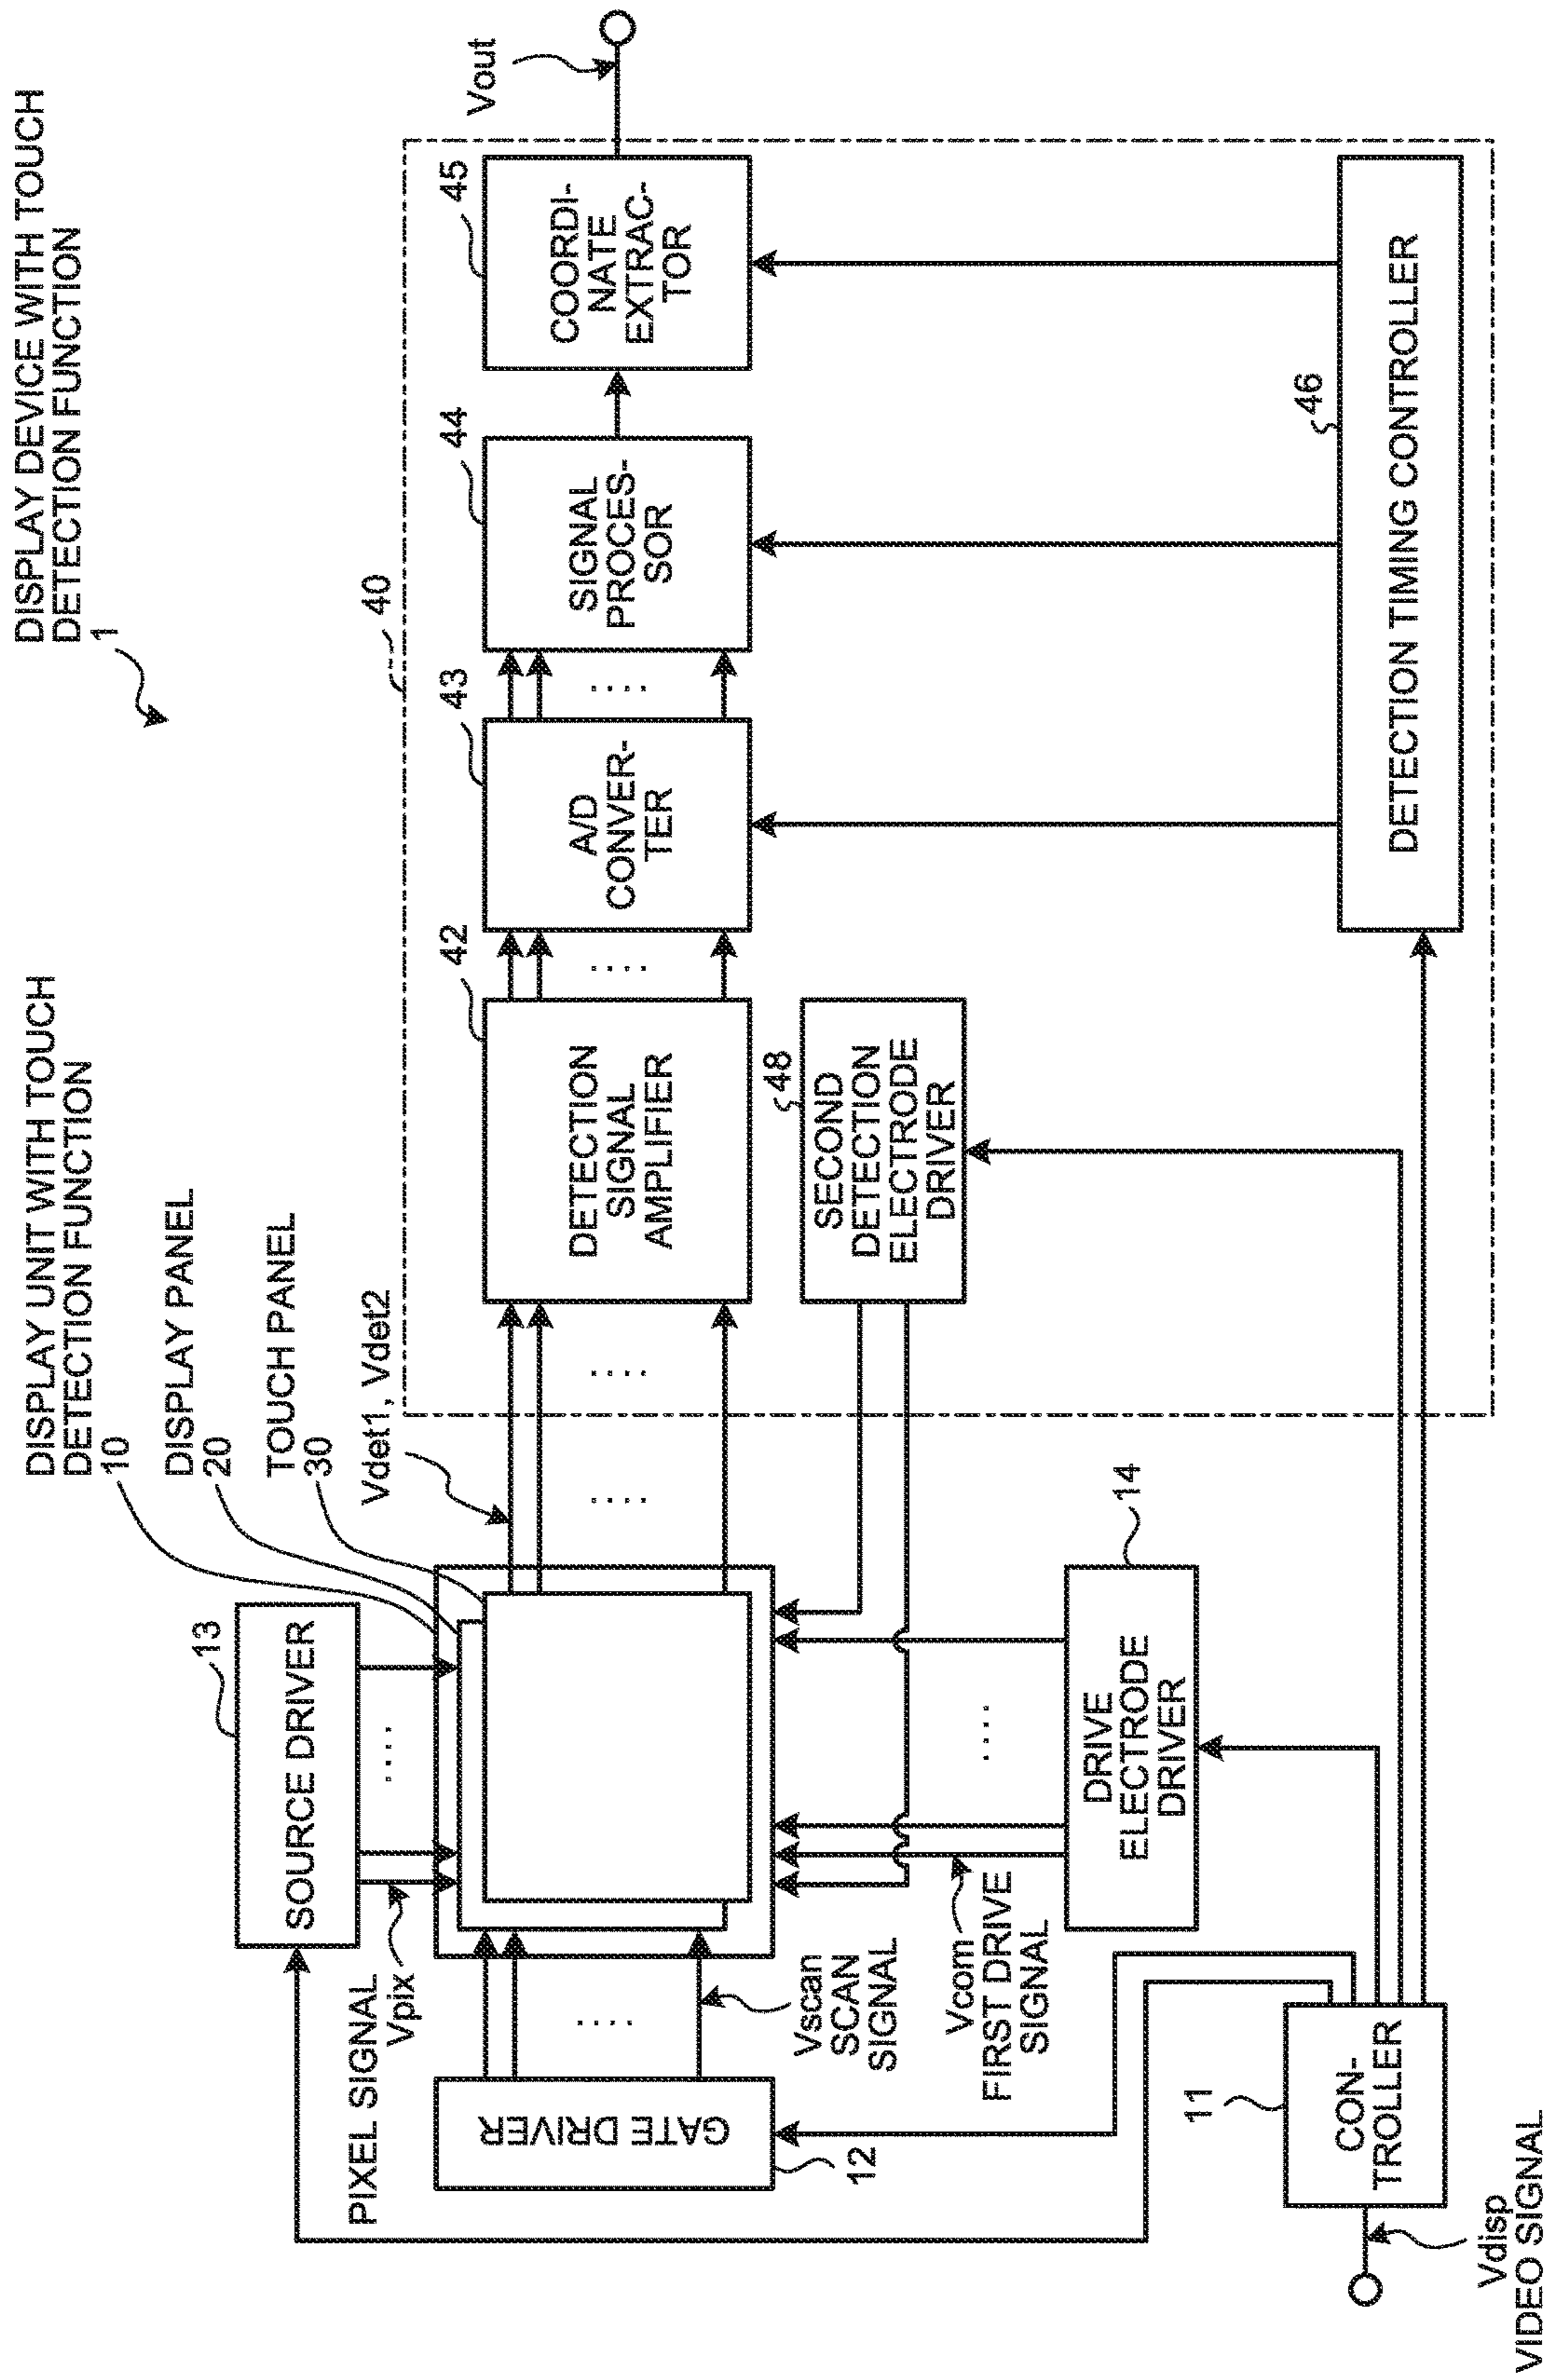 DISPLAY DEVICE WITH TOUCH
DETECTION FUNCTION
1
DISPLAY UNIT WITH TOUCH
DETECTION FUNCTION
10
DISPLAY PANEL
20
TOUCH PANEL
30
13
SOURCE DRIVER
PIXEL SIGNAL
Vpix
Vdet1, Vdet2
40
42
DETECTION
SIGNAL
AMPLIFIER
43
A/D
CONVER-
TER
44
SIGNAL
PROCES-
SOR
45
COORDI-
NATE
EXTRAC-
TOR
Vout
GATE DRIVER
12
Vscan
SCAN
SIGNAL
48
SECOND
DETECTION
ELECTRODE
DRIVER
Vcom
FIRST DRIVE
SIGNAL
14
DRIVE
ELECTRODE
DRIVER
11
CON-
TROLLER
46
DETECTION TIMING CONTROLLER
Vdisp
VIDEO SIGNAL